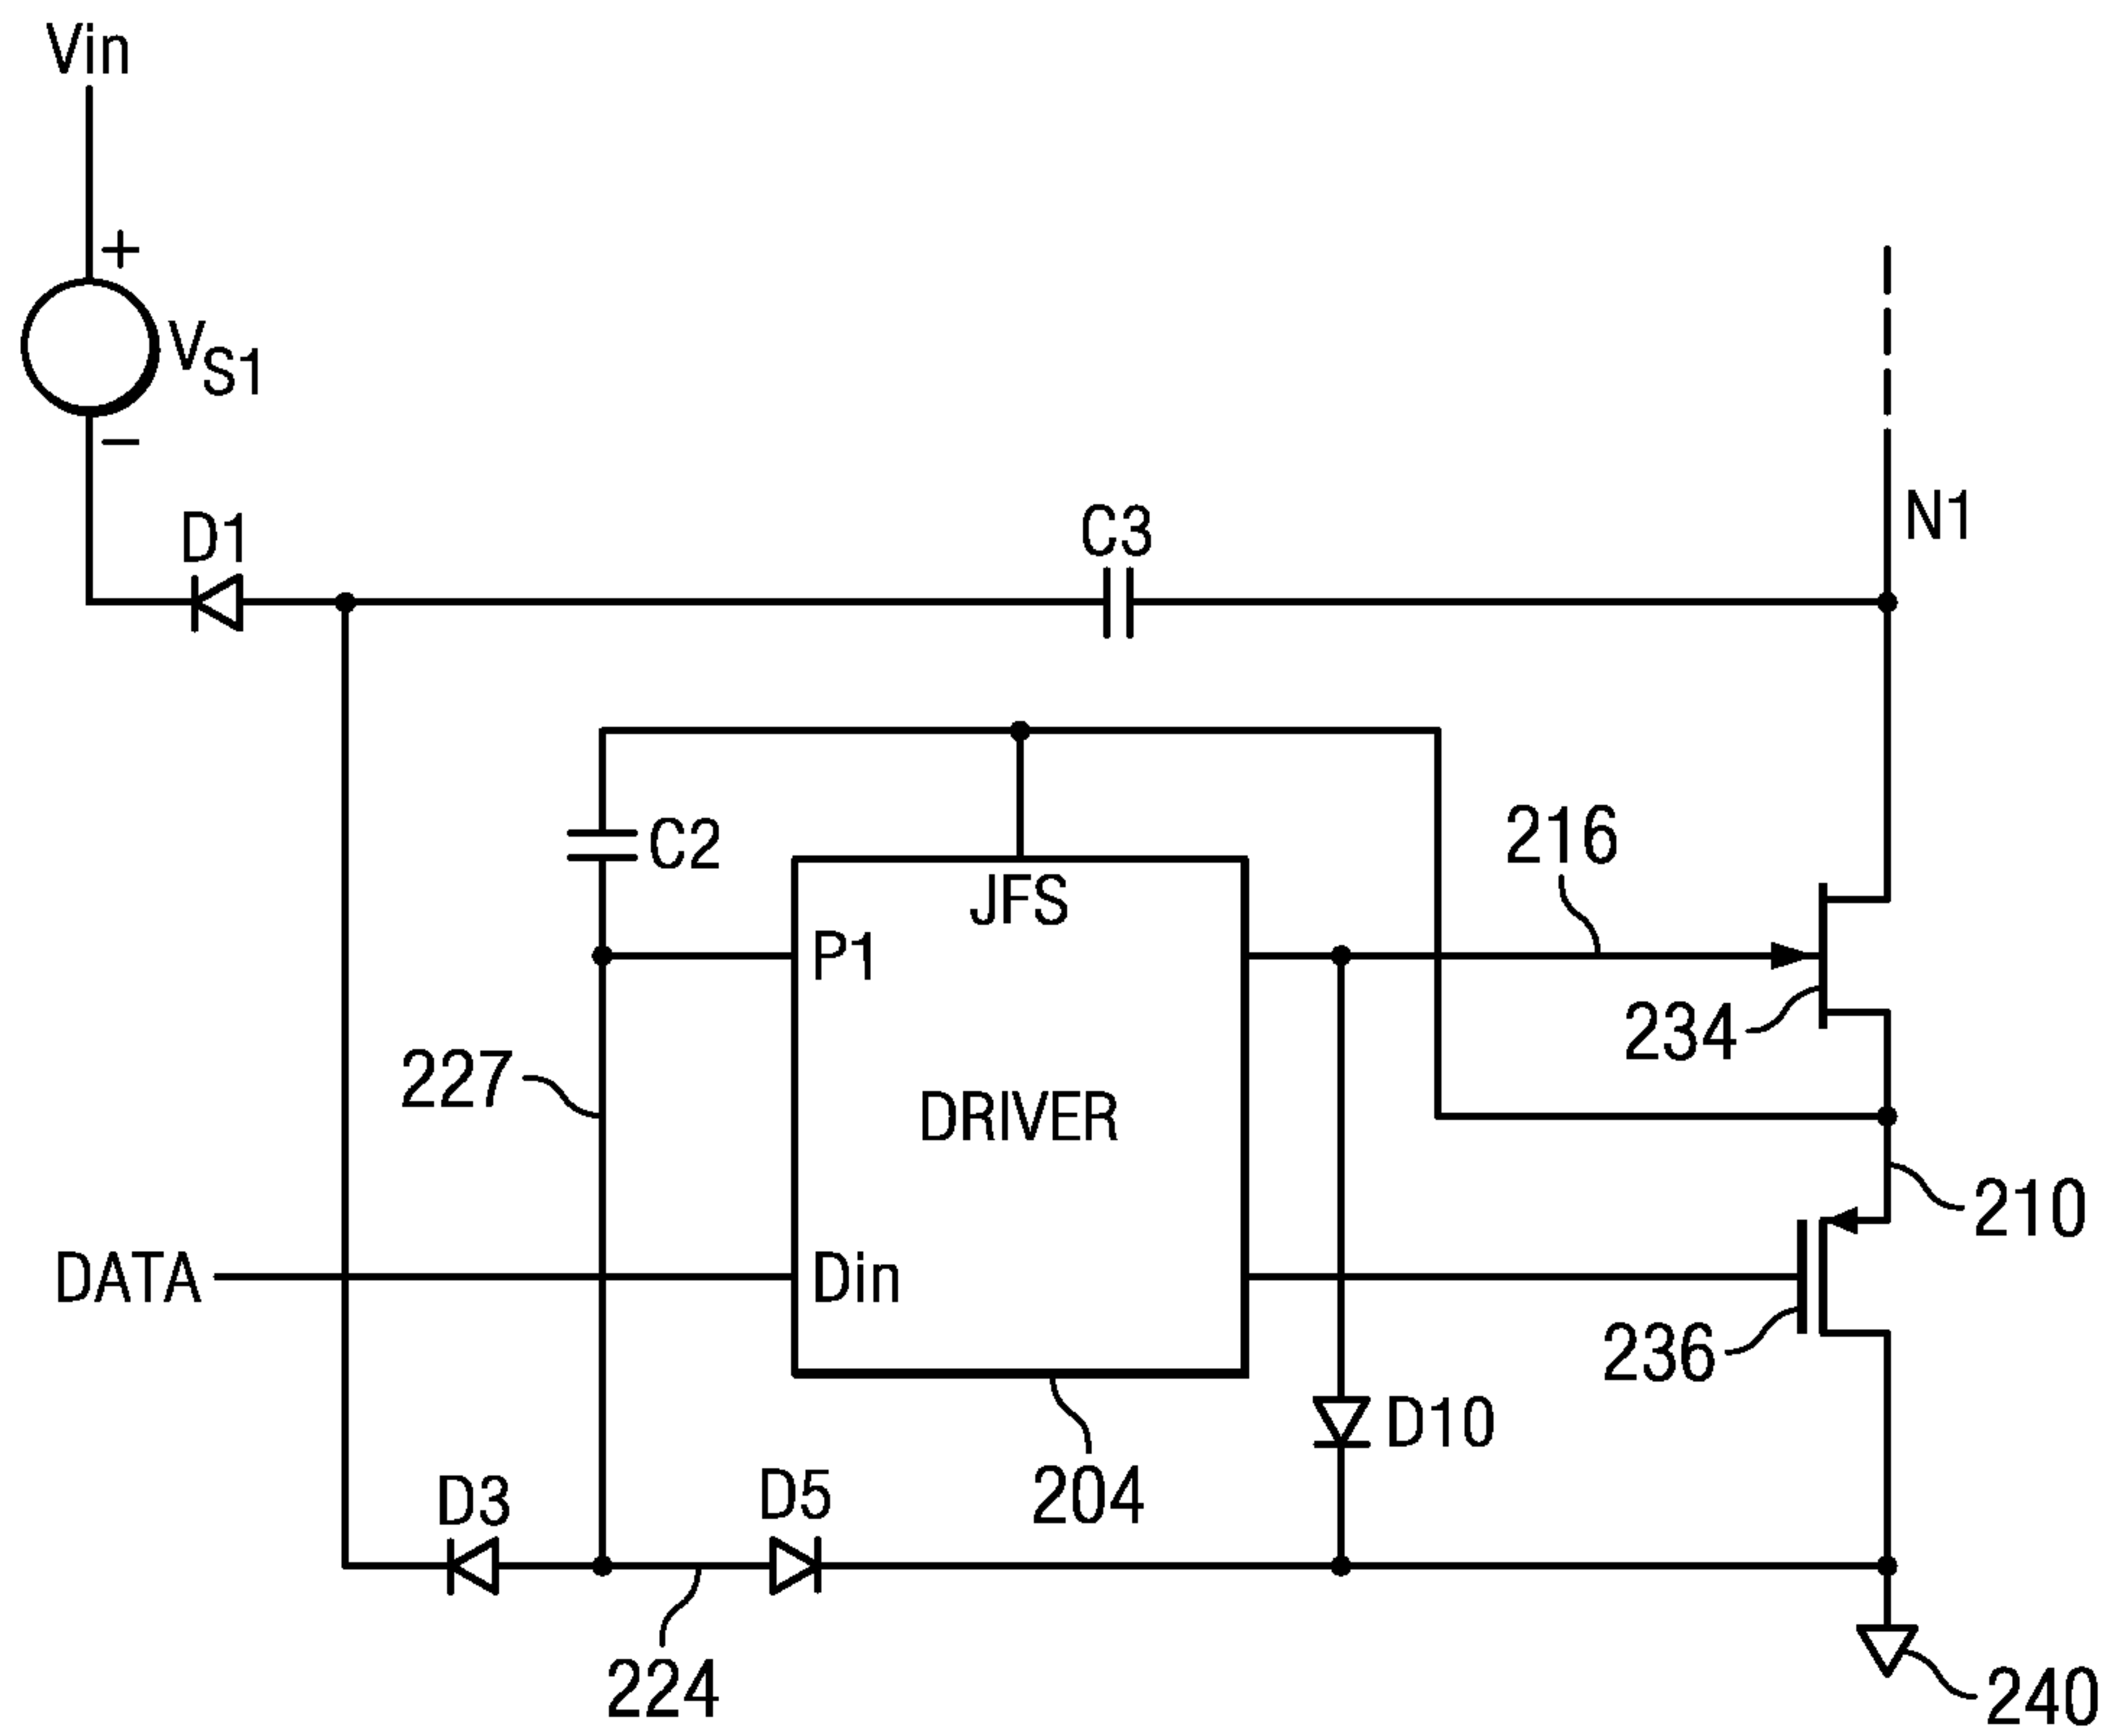 Vin
+
VS1
−
D1
C3
N1
C2
JFS
216
P1
234
227
DRIVER
210
DATA
Din
236
D10
D3
D5
204
224
240